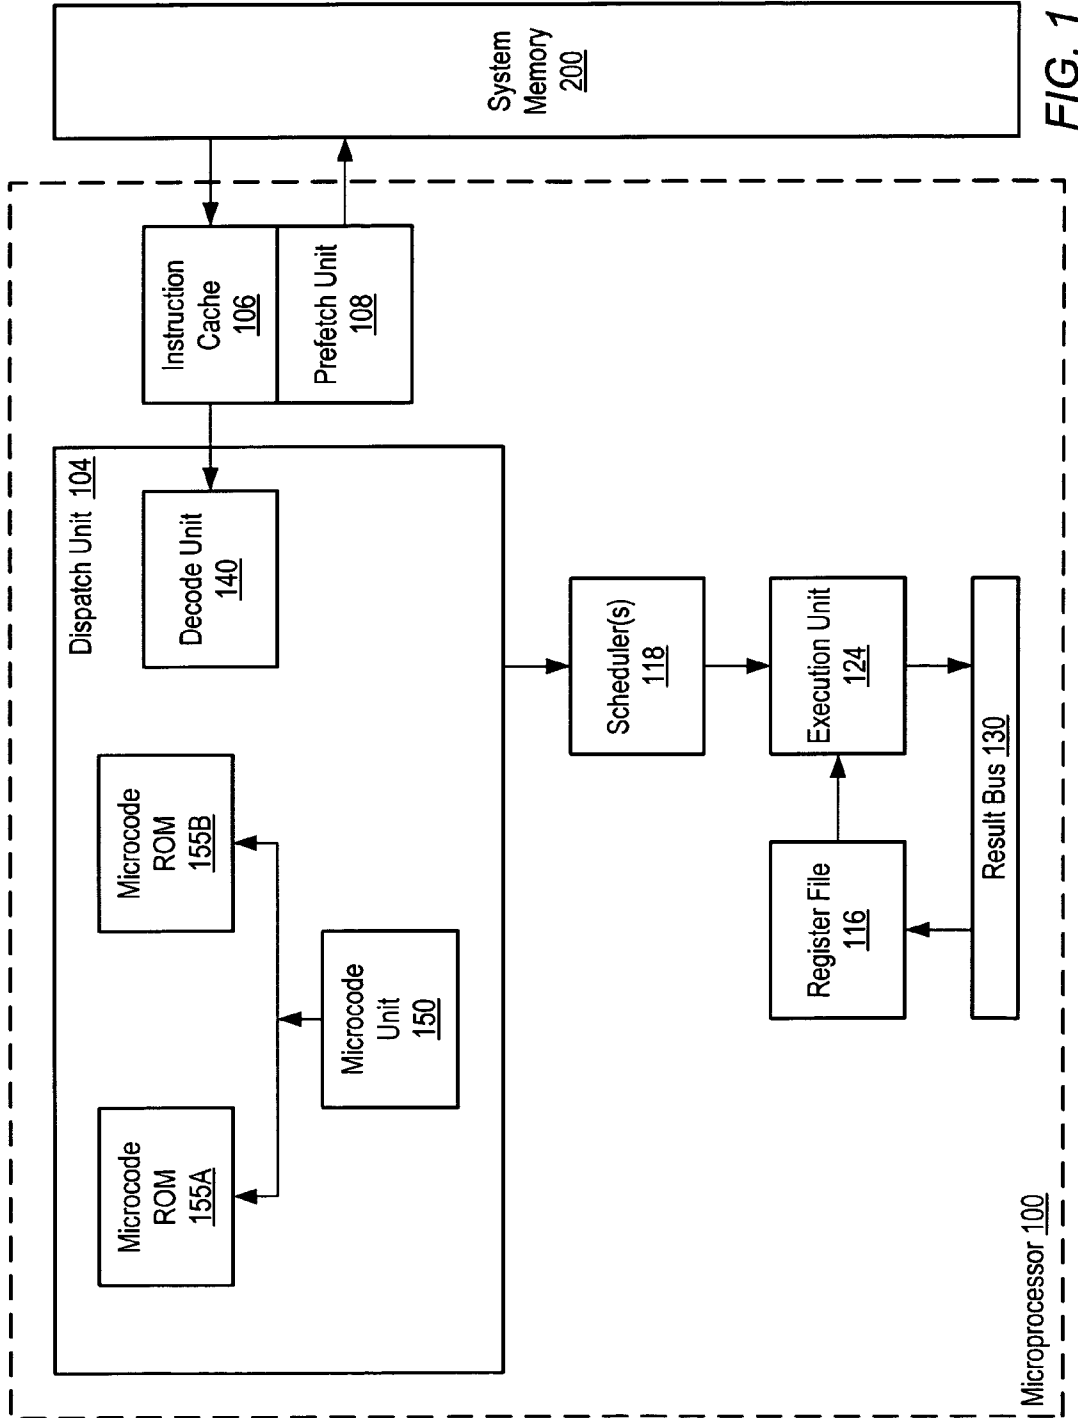 System
Memory
200
Instruction
Cache
106
Prefetch Unit
108
Dispatch Unit 104
Decode Unit
140
Microcode
ROM
155B
Microcode
ROM
155A
Microcode
Unit
150
Scheduler(s)
118
Execution Unit
124
Register File
116
Result Bus 130
Microprocessor 100
FIG. 1